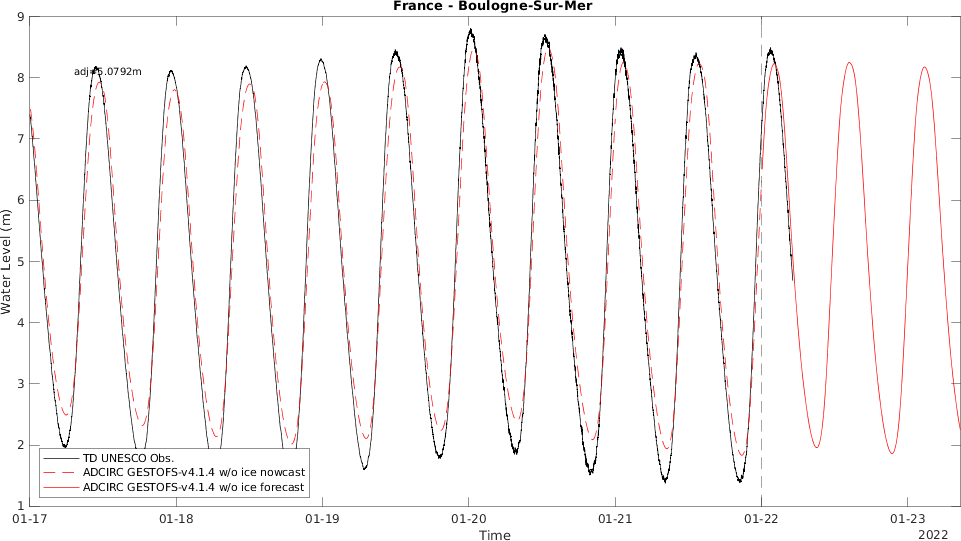 France - Boulogne-Sur-Mer
adj=5.0792m
9
8
7
6
5
4
3
2
1
Water Level (m)
TD UNESCO Obs.
ADCIRC GESTOFS-v4.1.4 w/o ice nowcast
ADCIRC GESTOFS-v4.1.4 w/o ice forecast
01-17 01-18 01-19 01-20 01-21 01-22 01-23
Time
2022